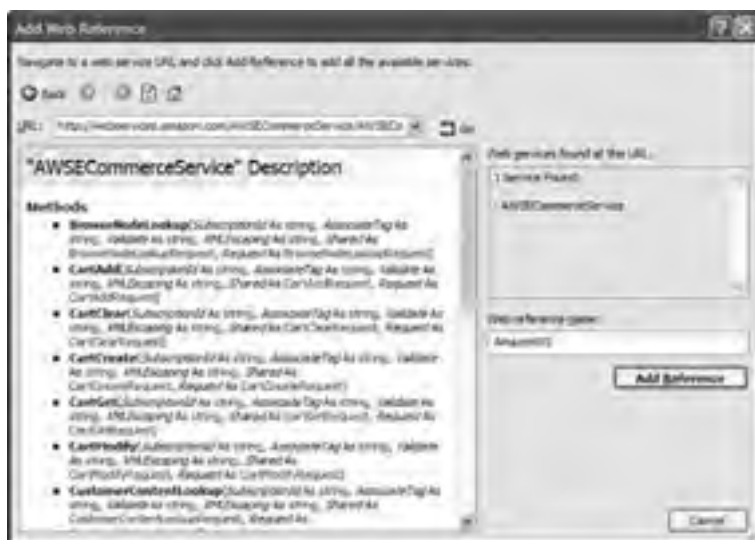 Add Web Reference
Navigate to a web service URL and click Add Reference to add all the available services.
Back
URL: http://webservices.amazon.com/AWSECommerceService/AWSECo Go
"AWSECommerceService" Description
Methods
BrowseNodeLookup(SubscriptionId As string, AssociateTag As
string, Validate As string, XMLEscaping As string, Shared As
BrowseNodeLookupRequest, Request As BrowseNodeLookupRequest)
CartAdd(SubscriptionId As string, AssociateTag As string, Validate As
string, XMLEscaping As string, Shared As CartAddRequest, Request As
CartAddRequest)
CartClear(SubscriptionId As string, AssociateTag As string, Validate As
string, XMLEscaping As string, Shared As CartClearRequest, Request As
CartClearRequest)
CartCreate(SubscriptionId As string, AssociateTag As string, Validate
As string, XMLEscaping As string, Shared As
CartCreateRequest, Request As CartCreateRequest)
CartGet(SubscriptionId As string, AssociateTag As string, Validate As
string, XMLEscaping As string, Shared As CartGetRequest, Request As
CartGetRequest)
CartModify(SubscriptionId As string, AssociateTag As string, Validate
As string, XMLEscaping As string, Shared As
CartModifyRequest, Request As CartModifyRequest)
CustomerContentLookup(SubscriptionId As string, AssociateTag As
string, Validate As string, XMLEscaping As string, Shared As
CustomerContentLookupRequest, Request As
Web services found at this URL:
1 Service Found:
- AWSECommerceService
Web reference name:
Add Reference
Cancel